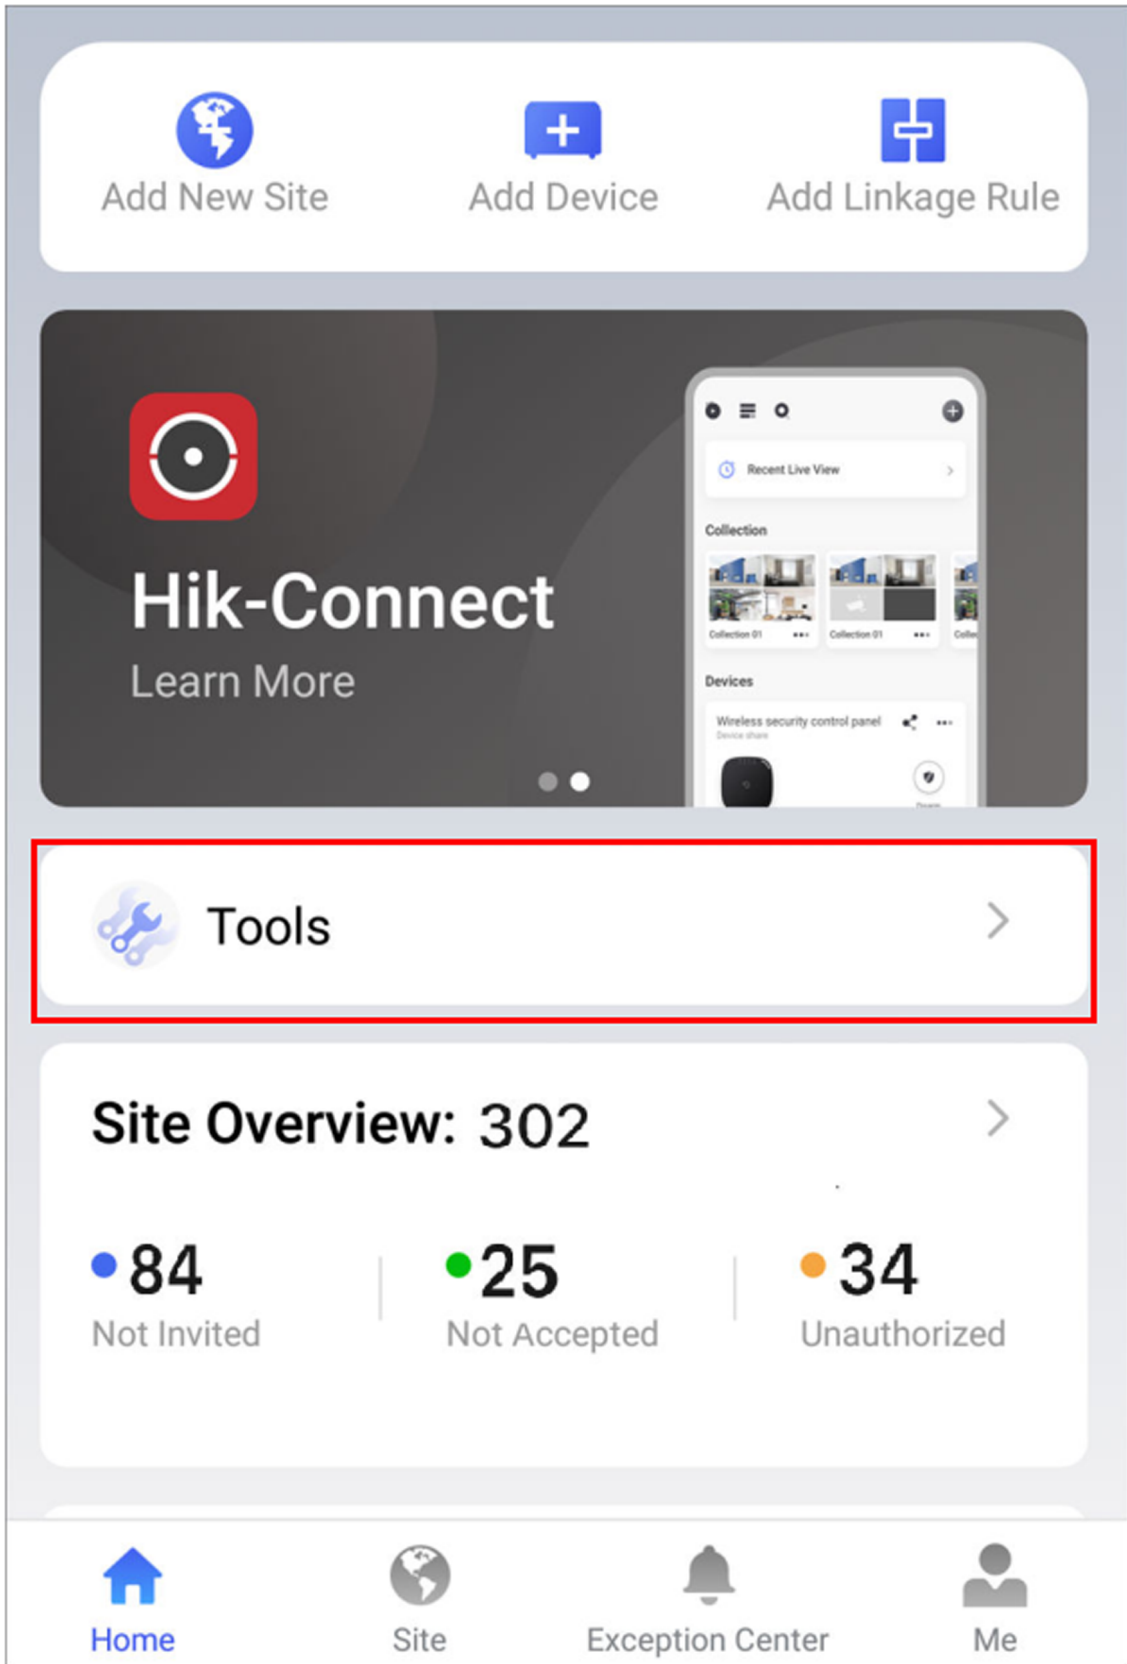 Add New Site
Add Device
Add Linkage Rule
Hik-Connect
Learn More
Recent Live View
Collection
Collection 01
Collection 01
Devices
Wireless security control panel
Device share
Tools
Site Overview: 302
84
Not Invited
25
Not Accepted
34
Unauthorized
Home
Site
Exception Center
Me